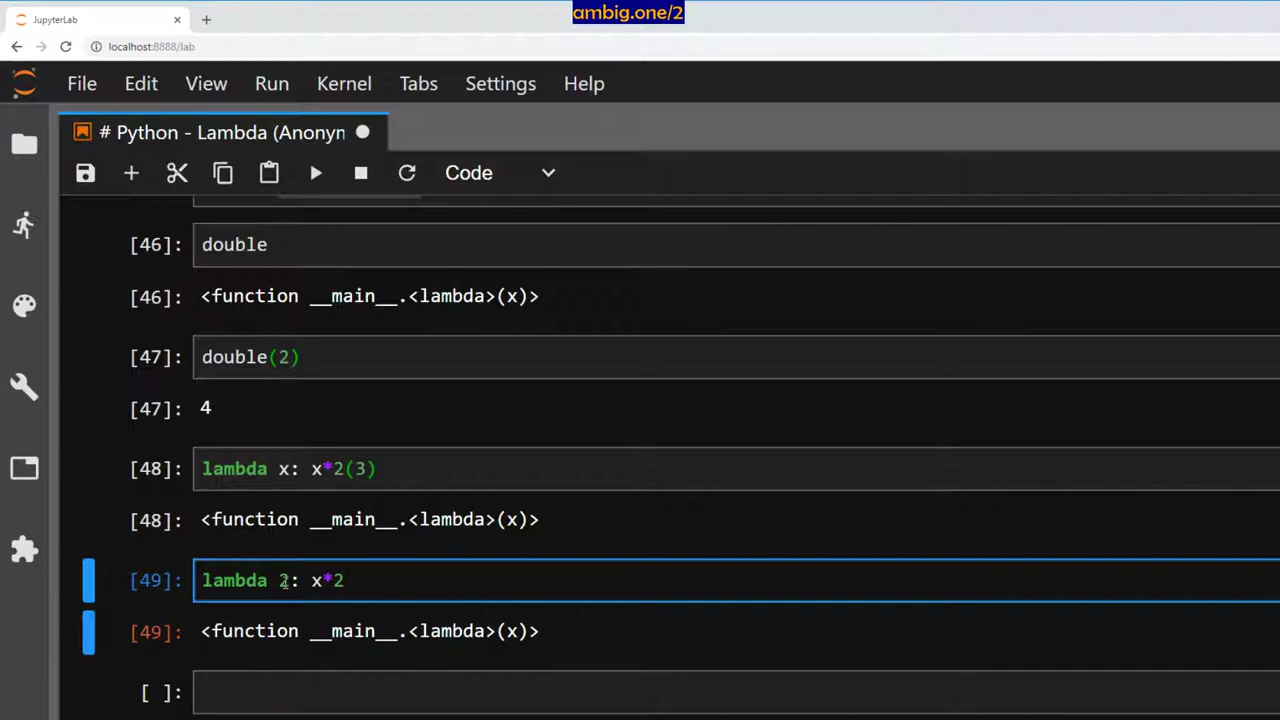 ambig.one/2
JupyterLab
localhost:8888/lab
File Edit View Run Kernel Tabs Settings Help
# Python - Lambda (Anonyn
Code
[46]: double
[46]: <function __main__.<lambda>(x)>
[47]: double(2)
[47]: 4
[48]: lambda x: x*2(3)
[48]: <function __main__.<lambda>(x)>
[49]: lambda 2: x*2
[49]: <function __main__.<lambda>(x)>
[ ]: